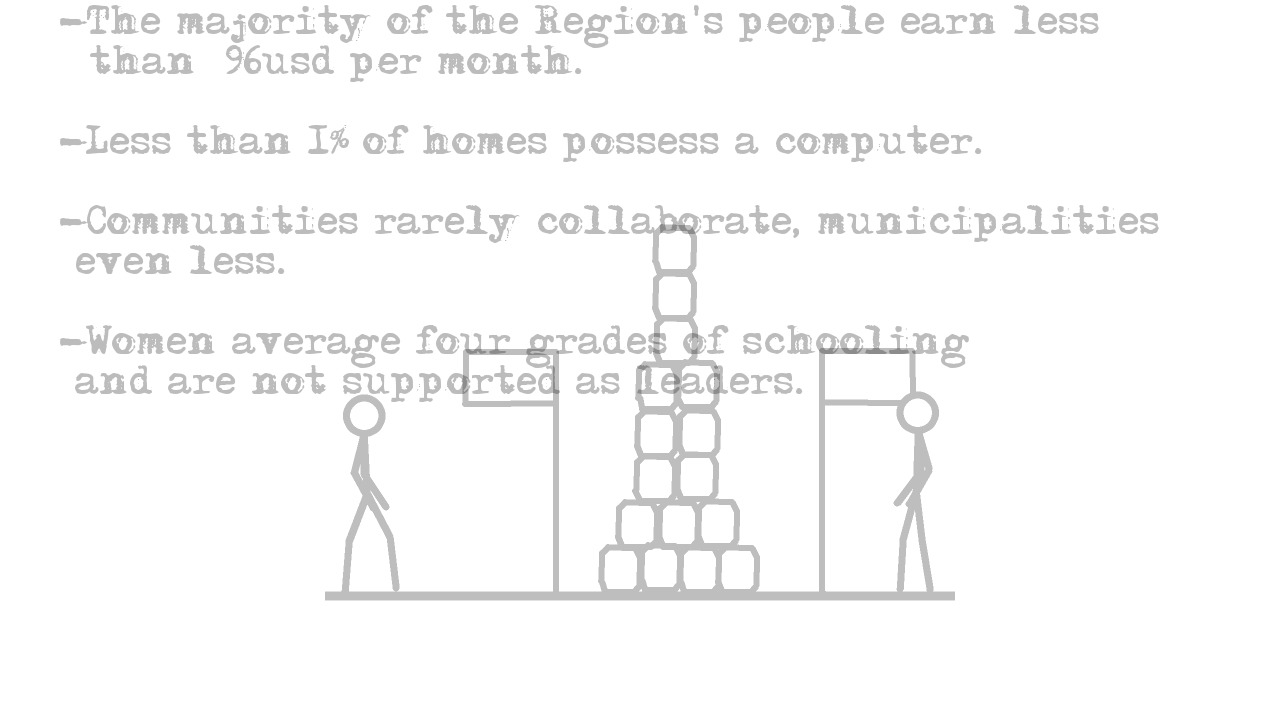 -The majority of the Region's people earn less
than 96usd per month.
-Less than 1% of homes possess a computer.
-Communities rarely collaborate, municipalities
even less.
-Women average four grades of schooling
and are not supported as leaders.